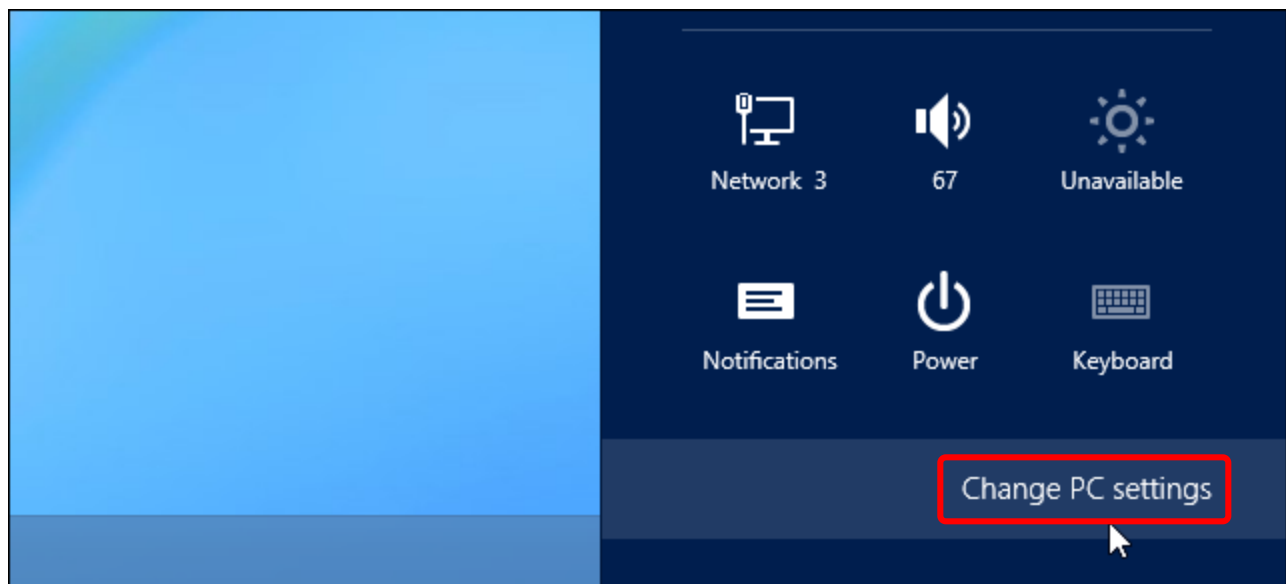 Network 3
67
Unavailable
Notifications
Power
Keyboard
Change PC settings